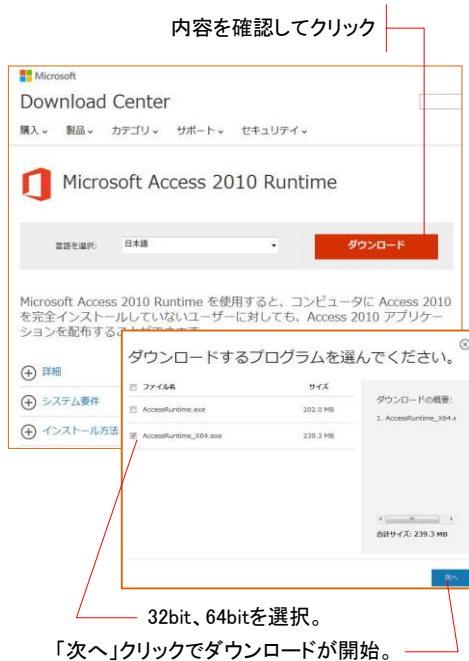 内容を確認してクリック
Microsoft
Download Center
購入 製品 カテゴリ サポート セキュリティ
Microsoft Access 2010 Runtime
言語を選択: 日本語 ダウンロード
Microsoft Access 2010 Runtime を使用すると、コンピュータに Access 2010
を完全インストールしていないユーザーに対しても、Access 2010 アプリケー
ションを配布する
詳細
システム要件
インストール方法
ダウンロードするプログラムを選んでください。
ファイル名 サイズ
AccessRuntime.exe 202.0 MB
AccessRuntime_X64.exe 239.3 MB
ダウンロードの概要:
1. AccessRuntime_X64.e
合計サイズ: 239.3 MB
次へ
32bit、64bitを選択。
「次へ」クリックでダウンロードが開始。